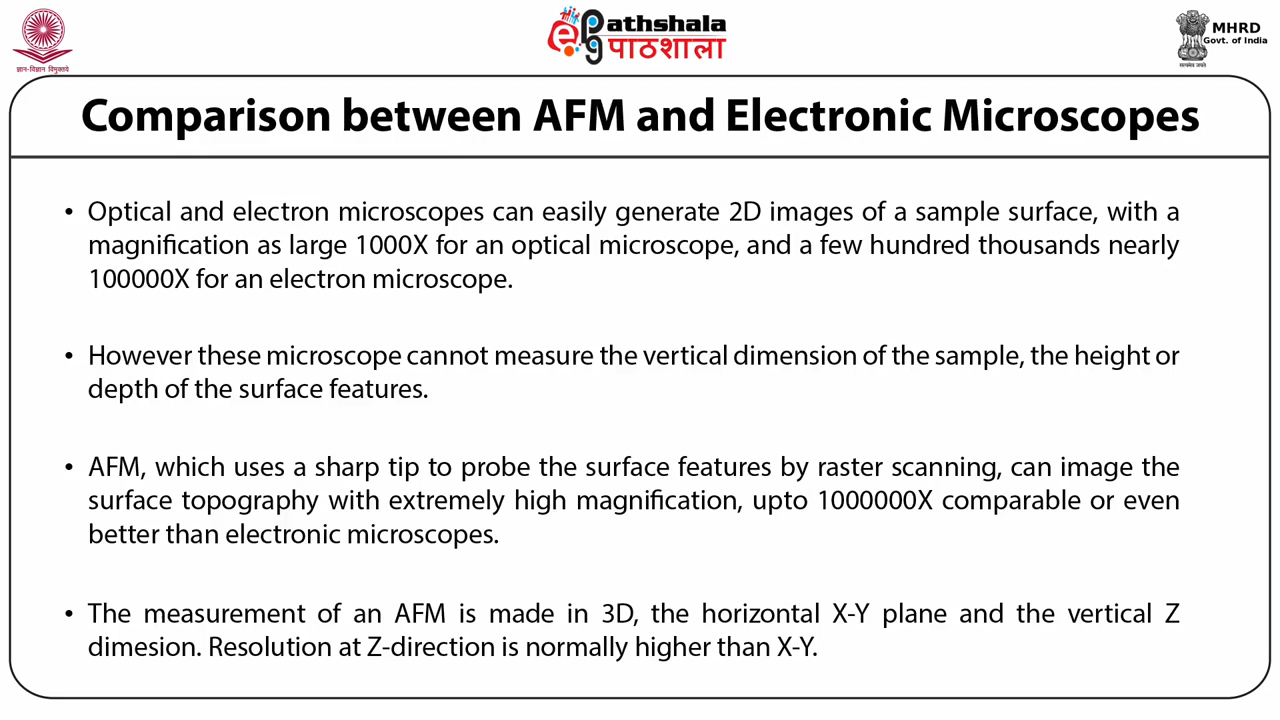 ePathshala
पाठशाला
MHRD
Govt. of India
ज्ञान-विज्ञान विमुक्तये
सत्यमेव जयते
Comparison between AFM and Electronic Microscopes
• Optical and electron microscopes can easily generate 2D images of a sample surface, with a
magnification as large 1000X for an optical microscope, and a few hundred thousands nearly
100000X for an electron microscope.
• However these microscope cannot measure the vertical dimension of the sample, the height or
depth of the surface features.
• AFM, which uses a sharp tip to probe the surface features by raster scanning, can image the
surface topography with extremely high magnification, upto 1000000X comparable or even
better than electronic microscopes.
• The measurement of an AFM is made in 3D, the horizontal X-Y plane and the vertical Z
dimesion. Resolution at Z-direction is normally higher than X-Y.